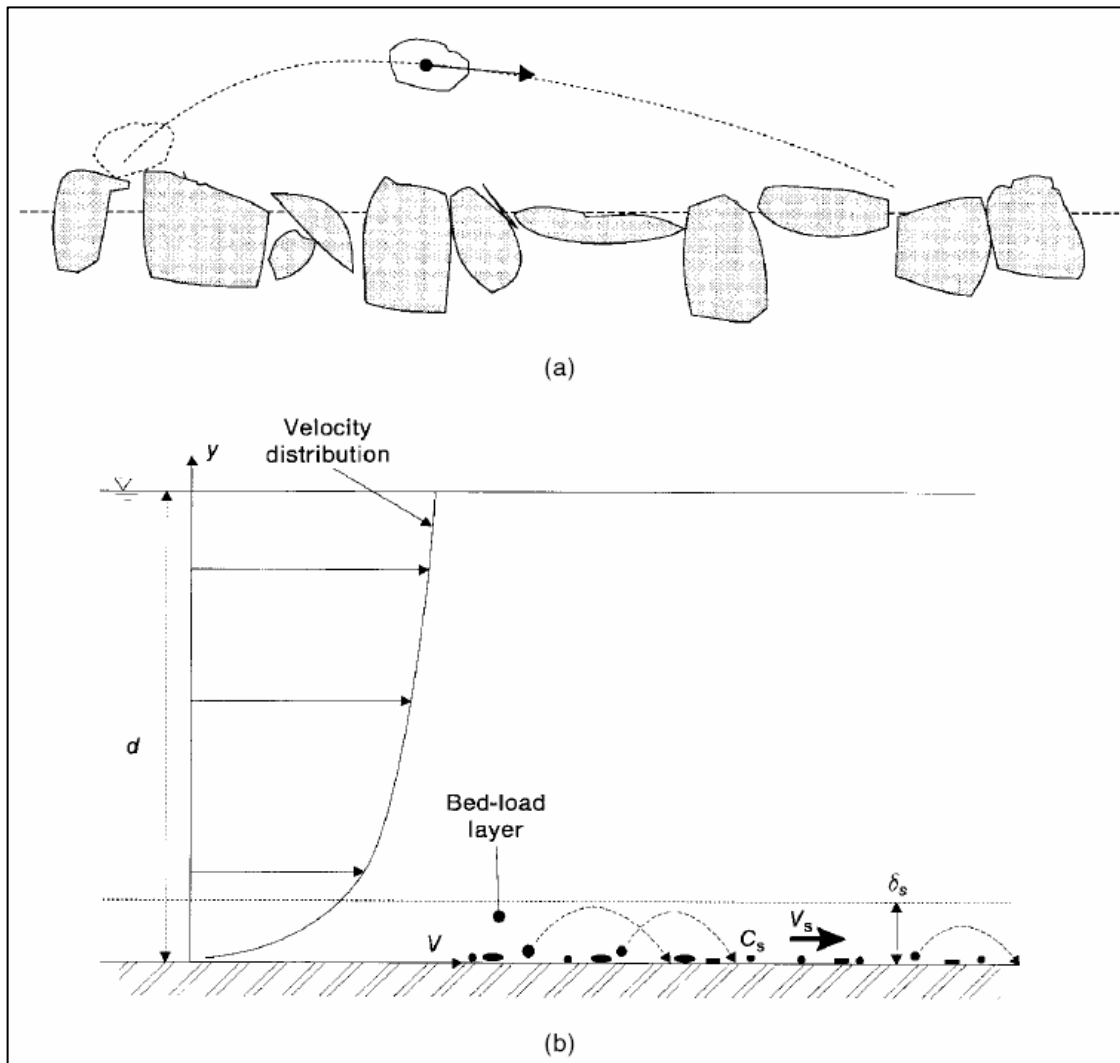 (a)
Velocity
distribution
y
d
Bed-load
layer
δs
Vs
Cs
V
(b)